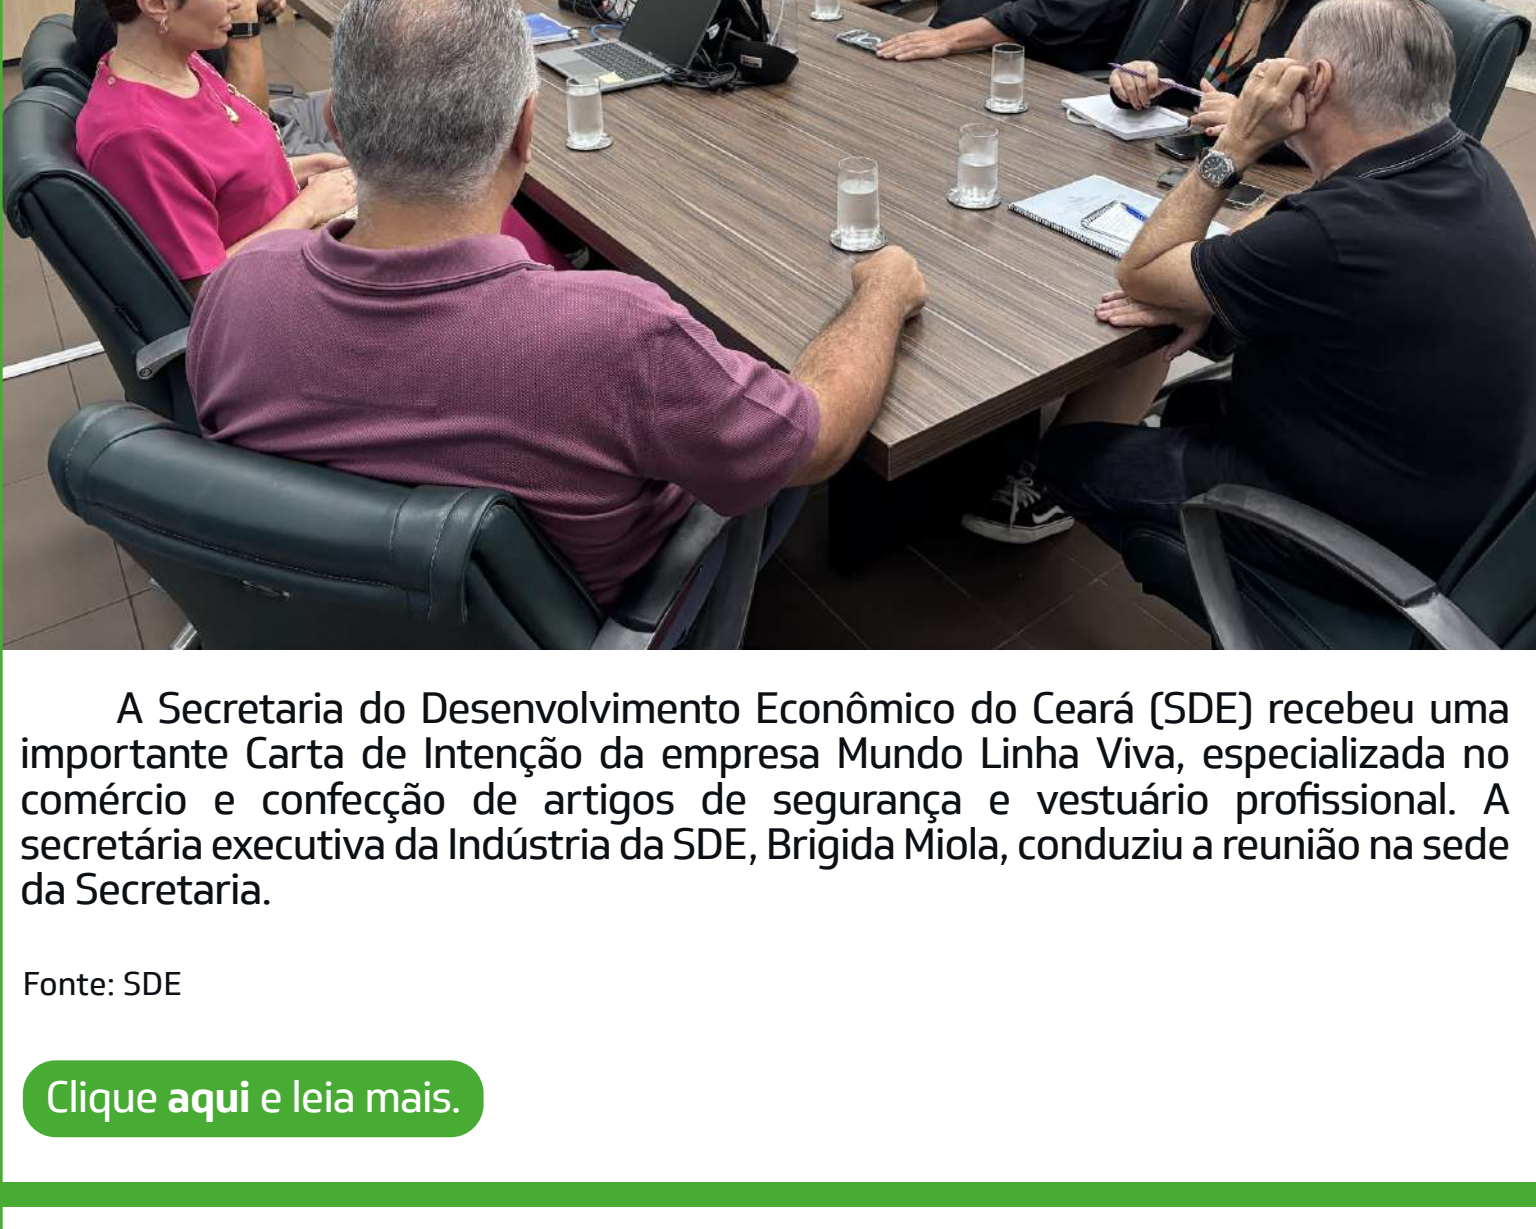 A Secretaria do Desenvolvimento Econômico do Ceará (SDE) recebeu uma
importante Carta de Intenção da empresa Mundo Linha Viva, especializada no
comércio e confecção de artigos de segurança e vestuário profissional. A
secretária executiva da Indústria da SDE, Brigida Miola, conduziu a reunião na sede
da Secretaria.
Fonte: SDE
Clique aqui e leia mais.